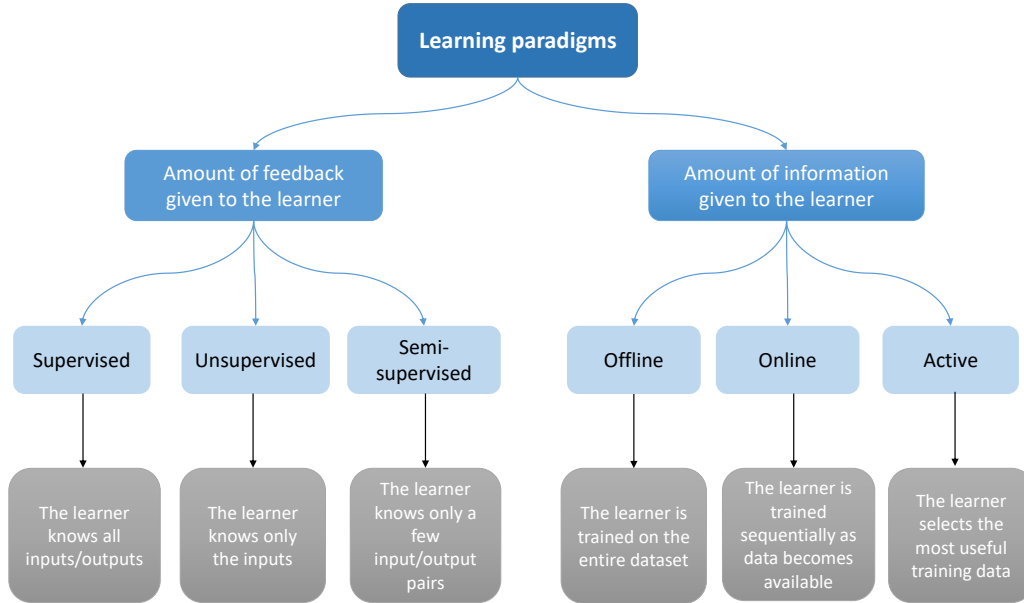 Learning paradigms
Amount of feedback
given to the learner
Amount of information
given to the learner
Supervised
Unsupervised
Semi-
supervised
Offline
Online
Active
The learner
knows all
inputs/outputs
The learner
knows only
the inputs
The learner
knows only a
few
input/output
pairs
The learner is
trained on the
entire dataset
The learner is
trained
sequentially as
data becomes
available
The learner
selects the
most useful
training data